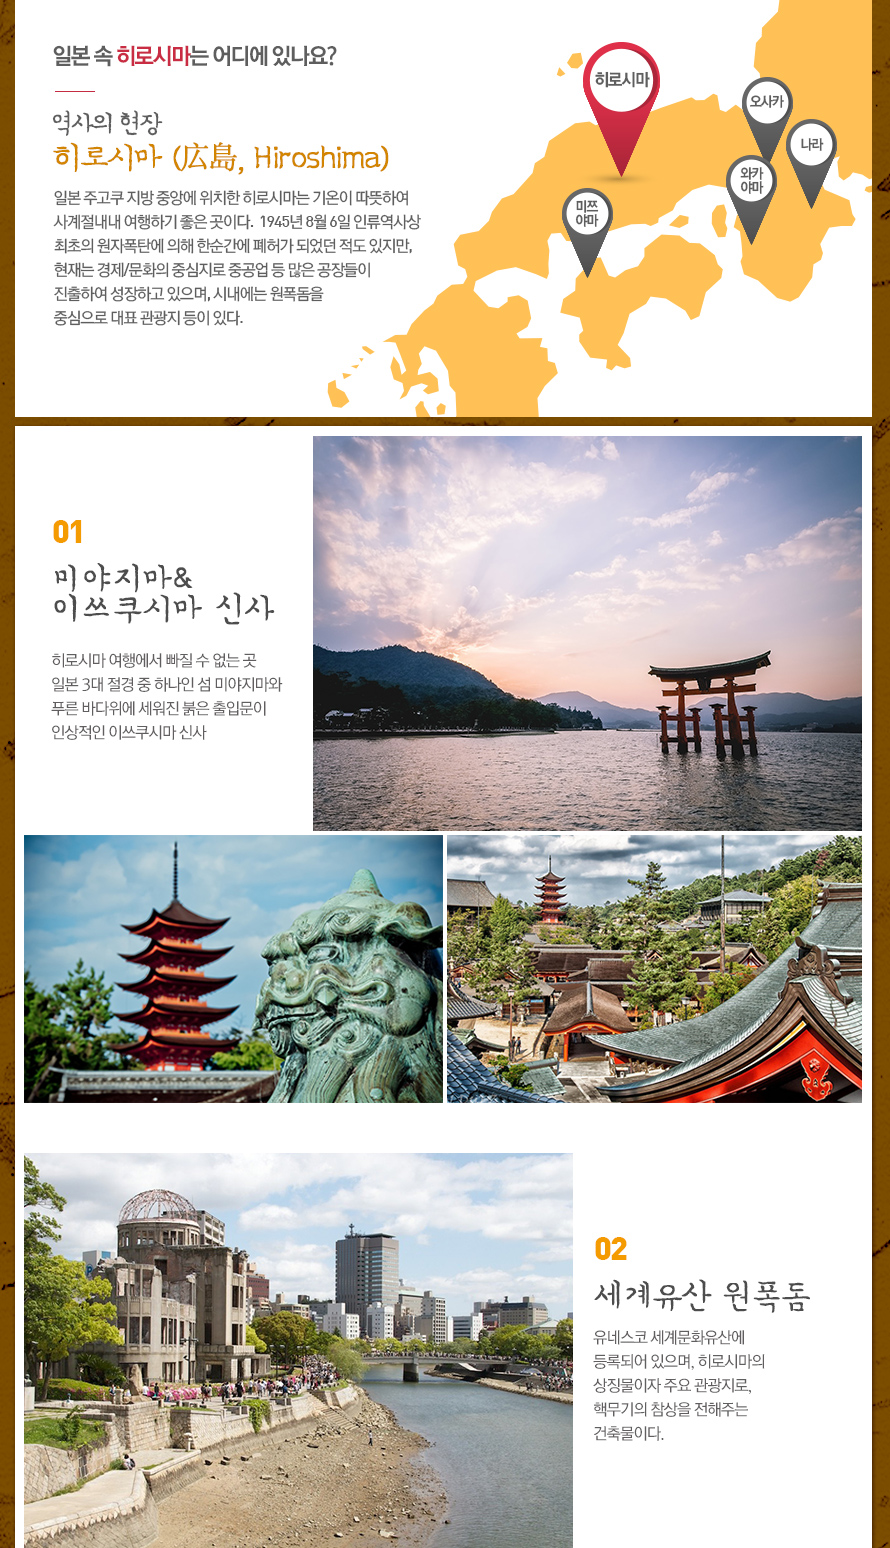 일본 속 히로시마는 어디에 있나요?
역사의 현장
히로시마 (広島, Hiroshima)
일본 주고쿠 지방 중앙에 위치한 히로시마는 기온이 따뜻하여
사계절내내 여행하기 좋은 곳이다. 1945년 8월 6일 인류역사상
최초의 원자폭탄에 의해 한순간에 폐허가 되었던 적도 있지만,
현재는 경제/문화의 중심지로 중공업 등 많은 공장들이
진출하여 성장하고 있으며, 시내에는 원폭돔을
중심으로 대표 관광지 등이 있다.
히로시마
오사카
나라
와카
야마
미쯔
야마
01
미야지마&
이쓰쿠시마 신사
히로시마 여행에서 빠질 수 없는 곳
일본 3대 절경 중 하나인 섬 미야지마와
푸른 바다위에 세워진 붉은 출입문이
인상적인 이쓰쿠시마 신사
02
세계유산 원폭돔
유네스코 세계문화유산에
등록되어 있으며, 히로시마의
상징물이자 주요 관광지로,
핵무기의 참상을 전해주는
건축물이다.